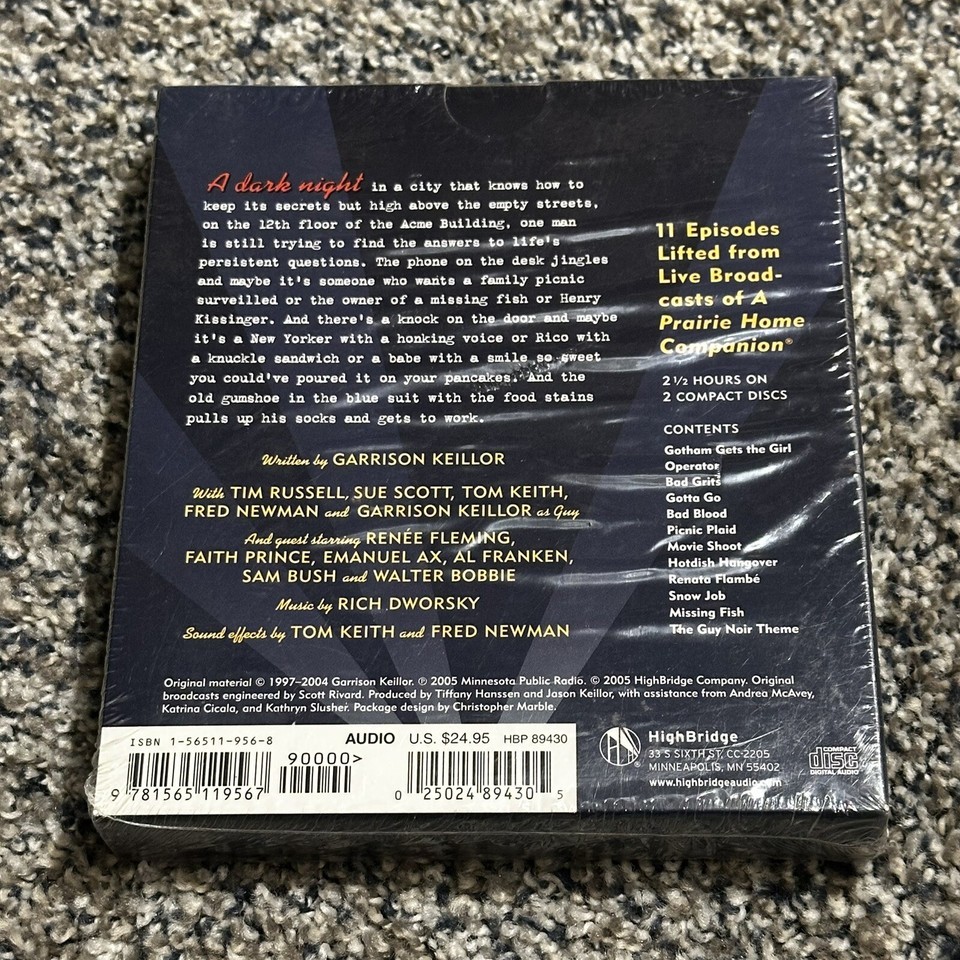 A dark night in a city that knows how to
keep its secrets but high above the empty streets,
on the 12th floor of the Acme Building, one man
is still trying to find the answers to life's
persistent questions. The phone on the desk jingles
and maybe it's someone who wants a family picnic
surveilled or the owner of a missing fish or Henry
Kissinger. And there's a knock on the door and maybe
it's a New Yorker with a honking voice or Rico with
a knuckle sandwich or a babe with a smile so sweet
you could've poured it on your pancakes. And the
old gumshoe in the blue suit with the food stains
pulls up his socks and gets to work.
Written by GARRISON KEILLOR
With TIM RUSSELL, SUE SCOTT, TOM KEITH,
FRED NEWMAN and GARRISON KEILLOR as Guy
And guest starring RENÉE FLEMING,
FAITH PRINCE, EMANUEL AX, AL FRANKEN,
SAM BUSH and WALTER BOBBIE
Music by RICH DWORSKY
Sound effects by TOM KEITH and FRED NEWMAN
11 Episodes
Lifted from
Live Broad-
casts of A
Prairie Home
Companion®
2 1/2 HOURS ON
2 COMPACT DISCS
CONTENTS
Gotham Gets the Girl
Operator
Bad Grits
Gotta Go
Bad Blood
Picnic Plaid
Movie Shoot
Hotdish Hangover
Renata Flambé
Snow Job
Missing Fish
The Guy Noir Theme
Original material © 1997–2004 Garrison Keillor. ℗ 2005 Minnesota Public Radio. © 2005 HighBridge Company. Original
broadcasts engineered by Scott Rivard. Produced by Tiffany Hanssen and Jason Keillor, with assistance from Andrea McAvey,
Katrina Cicala, and Kathryn Slusher. Package design by Christopher Marble.
ISBN 1-56511-956-8
90000>
9 781565 119567
AUDIO U.S. $24.95 HBP 89430
0 25024 89430 5
HighBridge
33 S SIXTH ST, CC-2205
MINNEAPOLIS, MN 55402
www.highbridgeaudio.com
COMPACT
disc
DIGITAL AUDIO